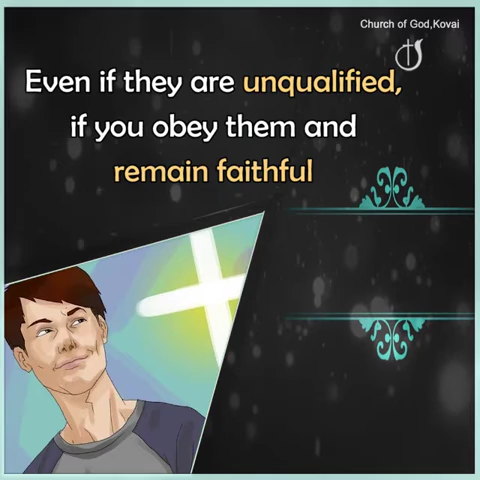 Church of God,Kovai
Even if they are unqualified,
if you obey them and
remain faithful